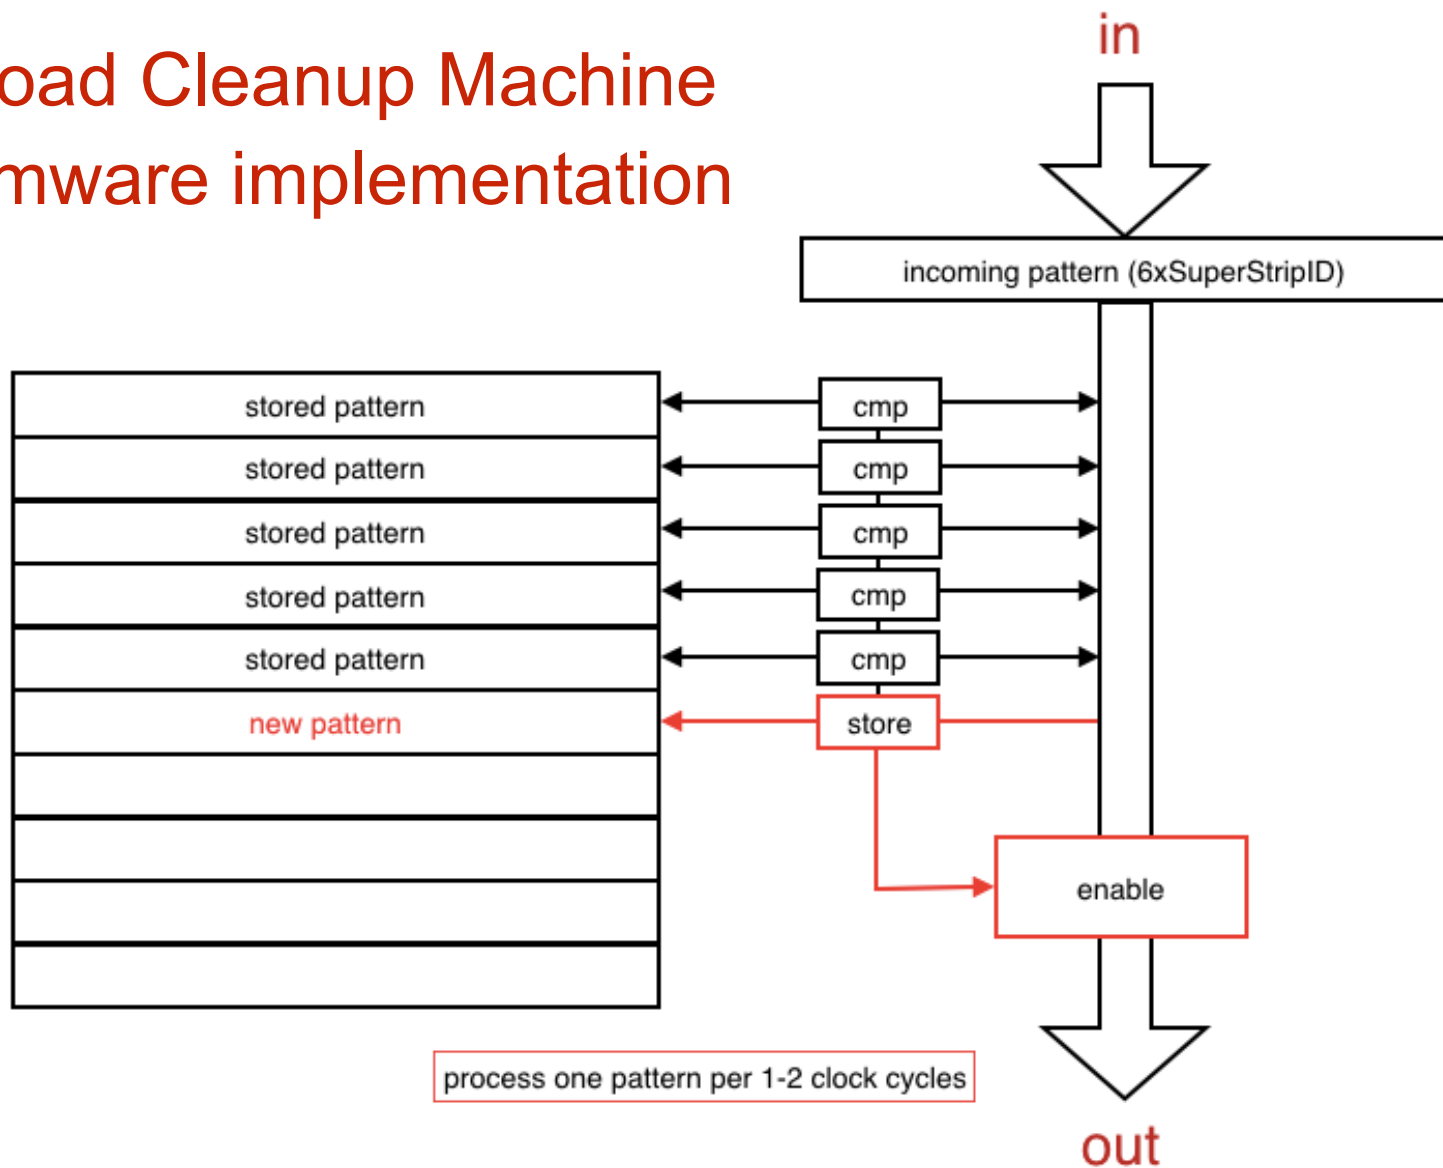 oad Cleanup Machine
mware implementation
in
incoming pattern (6xSuperStripID)
stored pattern
cmp
stored pattern
cmp
stored pattern
cmp
stored pattern
cmp
stored pattern
cmp
new pattern
store
enable
process one pattern per 1-2 clock cycles
out